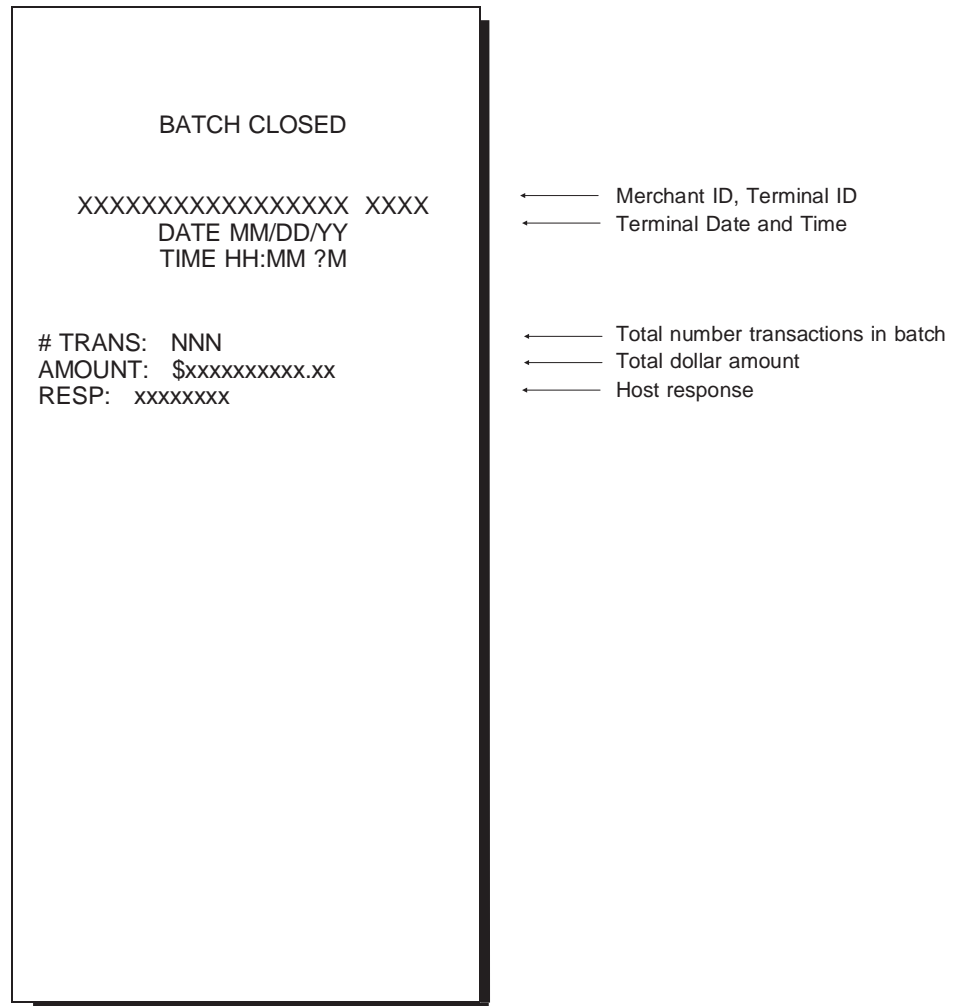 BATCH CLOSED
XXXXXXXXXXXXXXXXX XXXX
Merchant ID, Terminal ID
DATE MM/DD/YY
Terminal Date and Time
TIME HH:MM ?M
# TRANS: NNN
Total number transactions in batch
AMOUNT: $xxxxxxxxxx.xx
Total dollar amount
RESP: xxxxxxxx
Host response